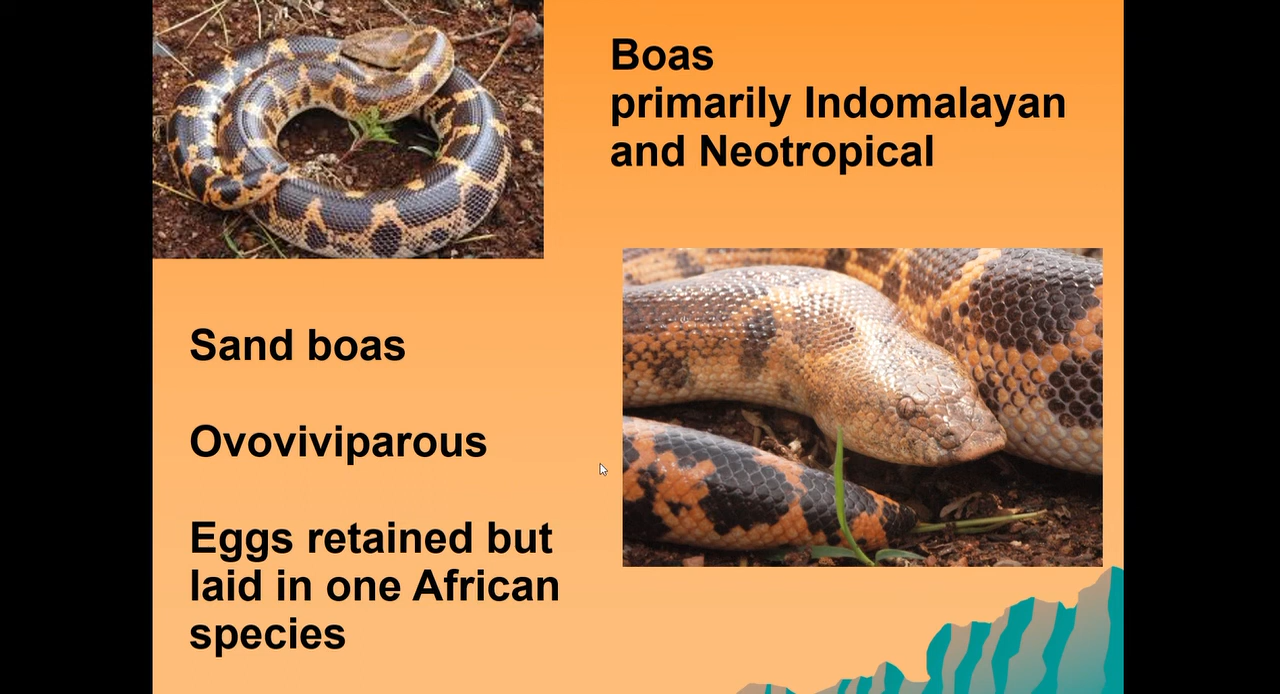 Boas
primarily Indomalayan
and Neotropical
Sand boas
Ovoviviparous
Eggs retained but
laid in one African
species